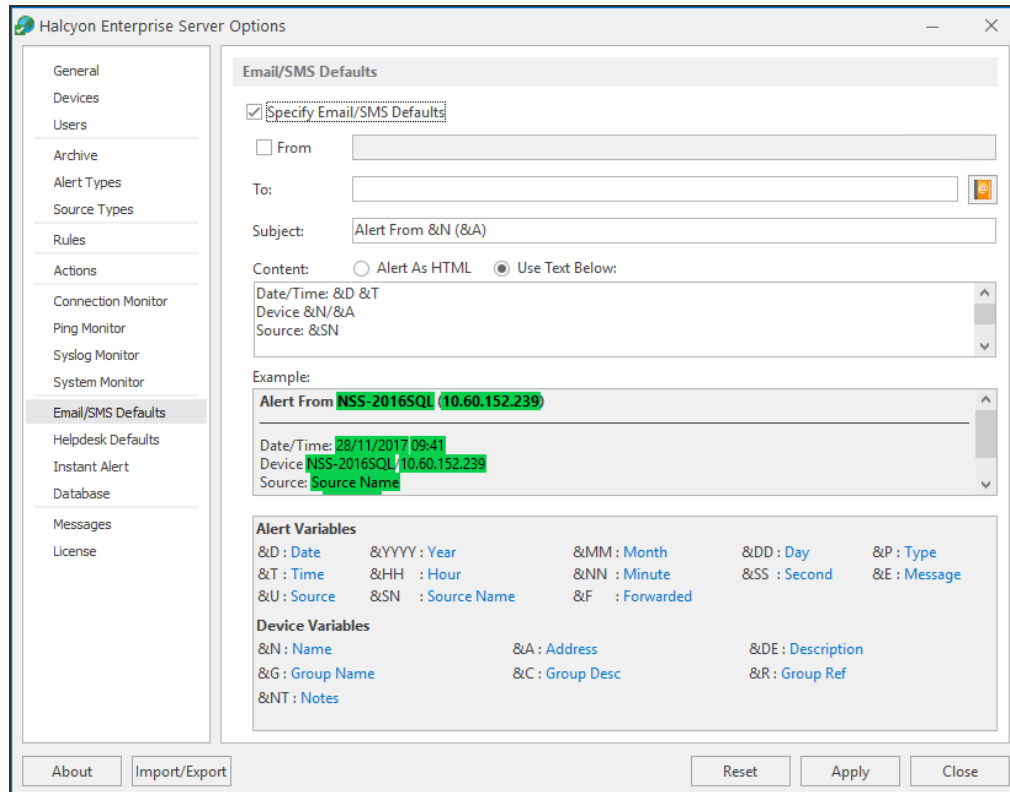 Halcyon Enterprise Server Options
General
Devices
Users
Archive
Alert Types
Source Types
Rules
Actions
Connection Monitor
Ping Monitor
Syslog Monitor
System Monitor
Email/SMS Defaults
Helpdesk Defaults
Instant Alert
Database
Messages
License
Email/SMS Defaults
Specify Email/SMS Defaults
From
To:
Subject: Alert From &N (&A)
Content: Alert As HTML Use Text Below:
Date/Time: &D &T
Device &N/&A
Source: &SN
Example:
Alert From NSS-2016SQL (10.60.152.239)
Date/Time: 28/11/2017 09:41
Device NSS-2016SQL/10.60.152.239
Source: Source Name
Alert Variables
&D : Date &YYYY : Year &MM : Month &DD : Day &P : Type
&T : Time &HH : Hour &NN : Minute &SS : Second &E : Message
&U : Source &SN : Source Name &F : Forwarded
Device Variables
&N : Name &A : Address &DE : Description
&G : Group Name &C : Group Desc &R : Group Ref
&NT : Notes
About Import/Export Reset Apply Close